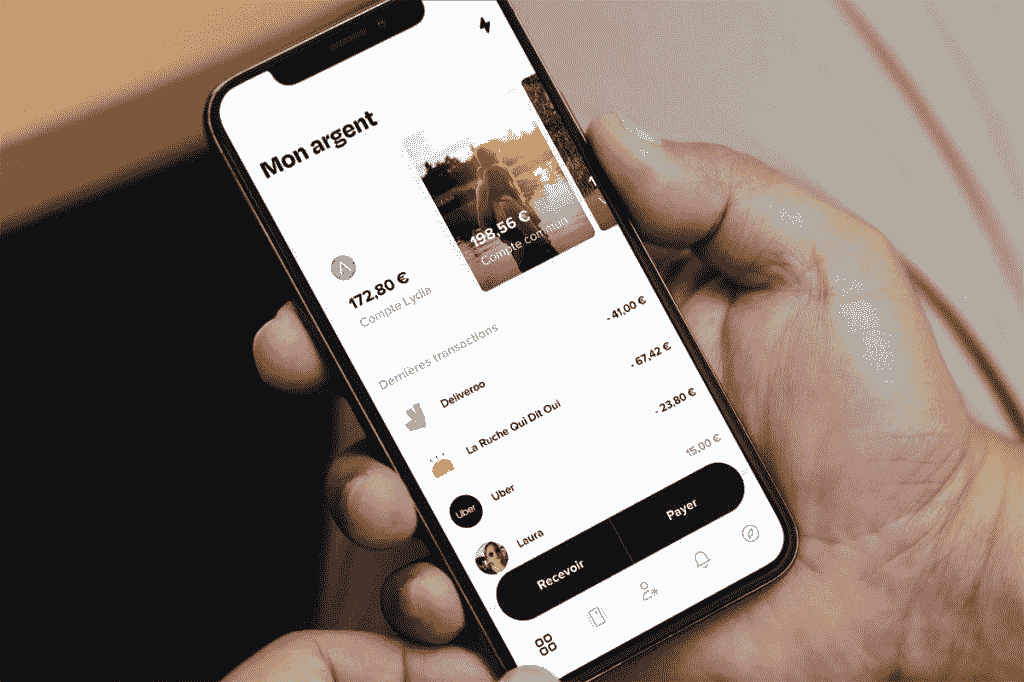 Mon argent
172,80 €
Compte Lydia
198,56 €
Compte commun
Dernières transactions
Deliveroo
- 41,00 €
La Ruche Qui Dit Oui
- 67,42 €
Uber
Uber
- 23,80 €
Laura
15,00 €
Recevoir
Payer